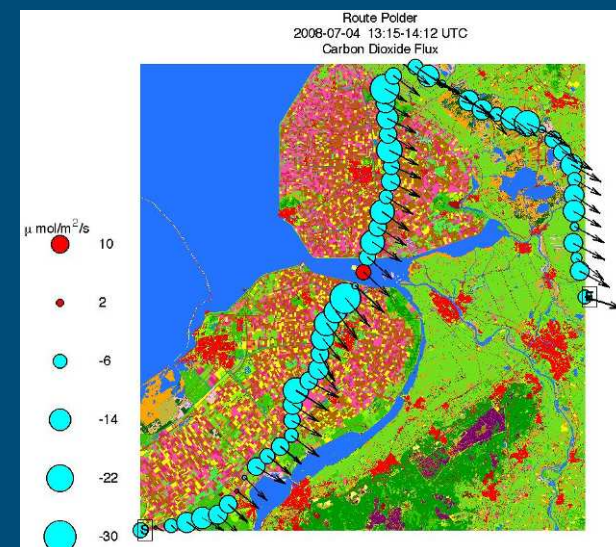 Route Polder
2008-07-04 13:15-14:12 UTC
Carbon Dioxide Flux
μ mol/m²/s
10
2
-6
-14
-22
-30
S